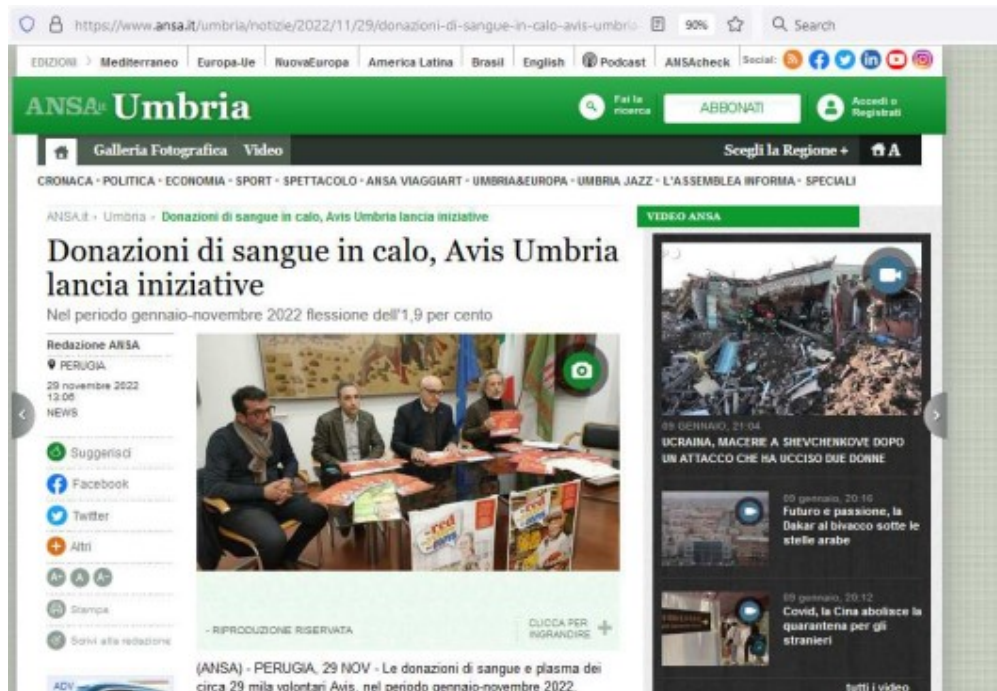 https://www.ansa.it/umbria/notizie/2022/11/29/donazioni-di-sangue-in-calo-avis-umbria
90%
Search
EDIZIONI > Mediterraneo Europa-Ue NuovaEuropa America Latina Brasil English Podcast ANSAcheck Social:
ANSA.it Umbria
Fai la ricerca
ABBONATI
Accedi o Registrati
Galleria Fotografica Video
Scegli la Regione +
A
CRONACA • POLITICA • ECONOMIA • SPORT • SPETTACOLO • ANSA VIAGGIART • UMBRIA&EUROPA • UMBRIA JAZZ • L'ASSEMBLEA INFORMA • SPECIALI
ANSA.it > Umbria > Donazioni di sangue in calo, Avis Umbria lancia iniziative
Donazioni di sangue in calo, Avis Umbria
lancia iniziative
Nel periodo gennaio-novembre 2022 flessione dell'1,9 per cento
Redazione ANSA
PERUGIA
29 novembre 2022
13.06
NEWS
Suggerisci
Facebook
Twitter
Altri
A+ A A-
Stampa
Scrivi alla redazione
ADV
red
- RIPRODUZIONE RISERVATA
CLICCA PER
INGRANDIRE +
(ANSA) - PERUGIA, 29 NOV - Le donazioni di sangue e plasma dei
circa 29 mila volontari Avis, nel periodo gennaio-novembre 2022,
VIDEO ANSA
09 GENNAIO, 21:04
UCRAINA, MACERIE A SHEVCHENKOVE DOPO
UN ATTACCO CHE HA UCCISO DUE DONNE
09 gennaio, 20:16
Futuro e passione, la
Dakar al bivacco sotte le
stelle arabe
09 gennaio, 20:12
Covid, la Cina abolisce la
quarantena per gli
stranieri
tutti i video